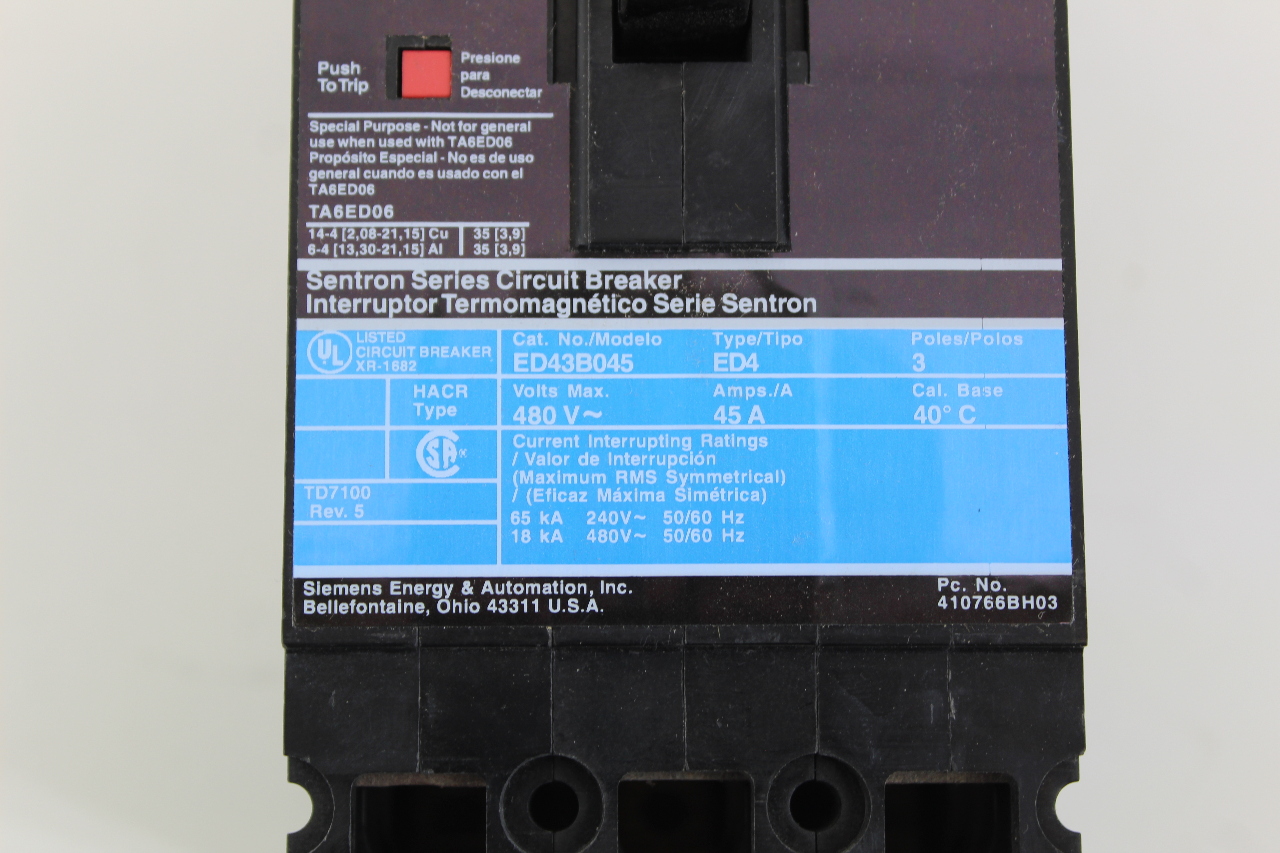 Push
To Trip
Presione
para
Desconectar
Special Purpose - Not for general
use when used with TA6ED06
Propósito Especial - No es de uso
general cuando es usado con el
TA6ED06
TA6ED06
14-4 [2,08-21,15] Cu 35 [3,9]
6-4 [13,30-21,15] Al 35 [3,9]
Sentron Series Circuit Breaker
Interruptor Termomagnético Serie Sentron
UL
LISTED
CIRCUIT BREAKER
XR-1682
Cat. No./Modelo Type/Tipo Poles/Polos
ED43B045 ED4 3
HACR
Type
Volts Max. Amps./A Cal. Base
480 V~ 45 A 40° C
CSA
Current Interrupting Ratings
/ Valor de Interrupción
(Maximum RMS Symmetrical)
/ (Eficaz Máxima Simétrica)
65 kA 240V~ 50/60 Hz
18 kA 480V~ 50/60 Hz
TD7100
Rev. 5
Siemens Energy & Automation, Inc.
Bellefontaine, Ohio 43311 U.S.A.
Pc. No.
410766BH03